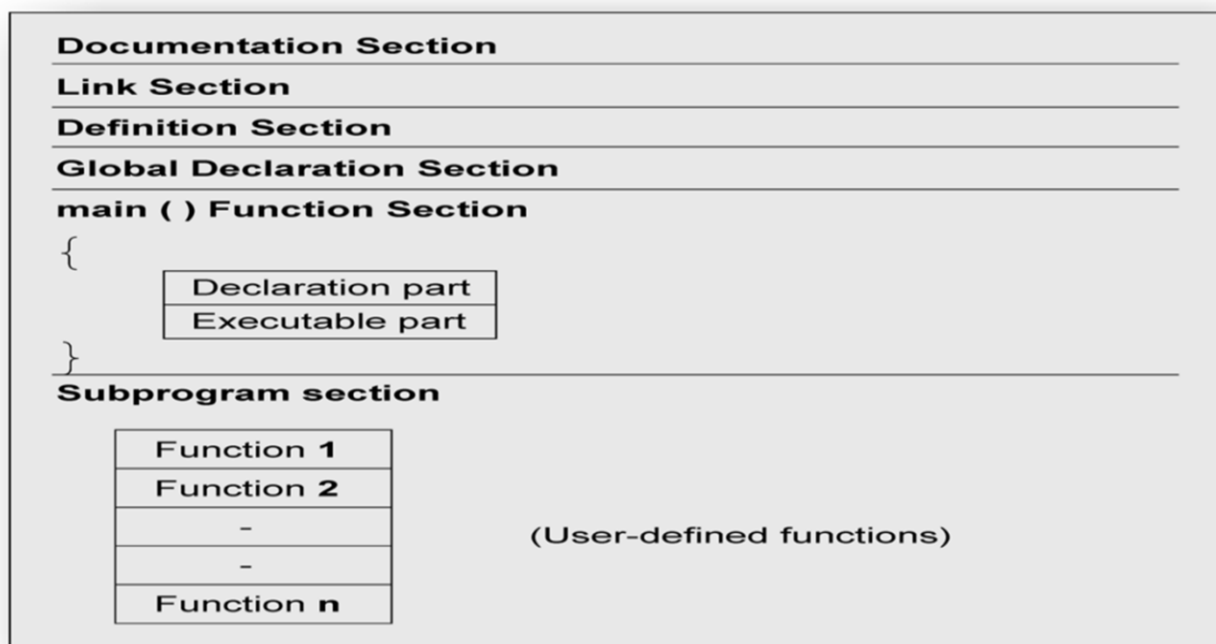 Documentation Section
Link Section
Definition Section
Global Declaration Section
main ( ) Function Section
{
Declaration part
Executable part
}
Subprogram section
Function 1
Function 2
-
(User-defined functions)
-
Function n